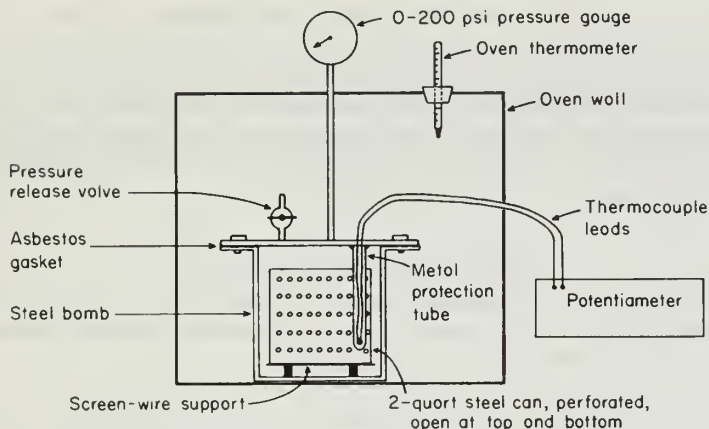 0-200 psi pressure gouge
Oven thermometer
Oven woll
Pressure
release volve
Thermocouple
leods
Asbestos
gasket
Metol
protection
tube
Potentiameter
Steel bomb
Screen-wire support
2-quort steel can, perforated,
open at top ond bottom